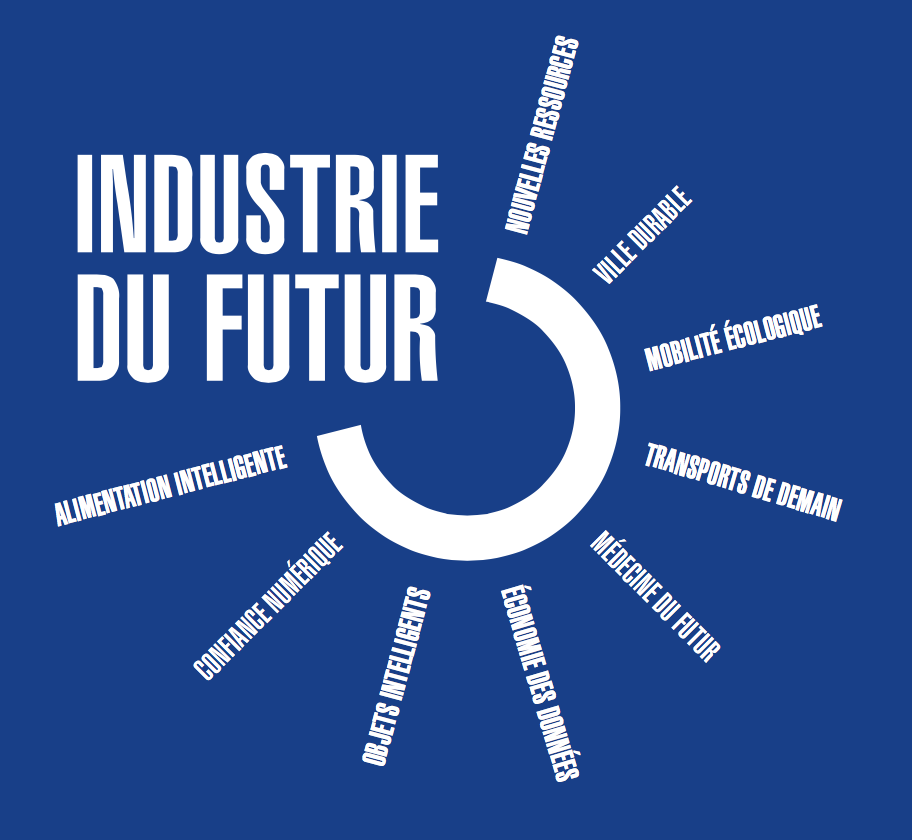 INDUSTRIE
DU FUTUR
NOUVELLES RESSOURCES
VILLE DURABLE
MOBILITÉ ÉCOLOGIQUE
TRANSPORTS DE DEMAIN
MÉDECINE DU FUTUR
ÉCONOMIE DES DONNÉES
OBJETS INTELLIGENTS
CONFIANCE NUMÉRIQUE
ALIMENTATION INTELLIGENTE